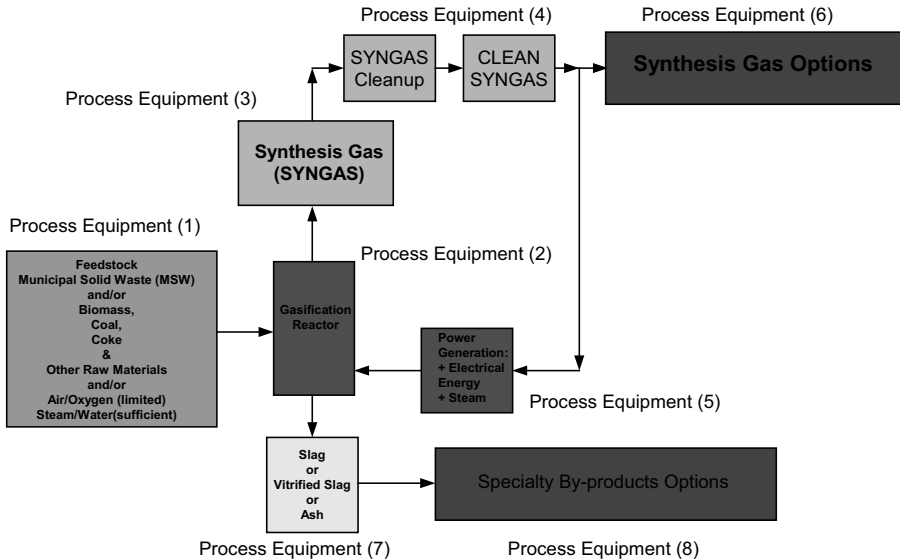 Process Equipment (4)
Process Equipment (6)
SYNGAS
Cleanup
CLEAN
SYNGAS
Synthesis Gas Options
Process Equipment (3)
Synthesis Gas
(SYNGAS)
Process Equipment (1)
Process Equipment (2)
Feedstock
Municipal Solid Waste (MSW)
and/or
Biomass,
Coal,
Coke
&
Other Raw Materials
and/or
Air/Oxygen (limited)
Steam/Water(sufficient)
Gasification
Reactor
Power
Generation:
+ Electrical
Energy
+ Steam
Process Equipment (5)
Slag
or
Vitrified Slag
or
Ash
Specialty By-products Options
Process Equipment (7)
Process Equipment (8)